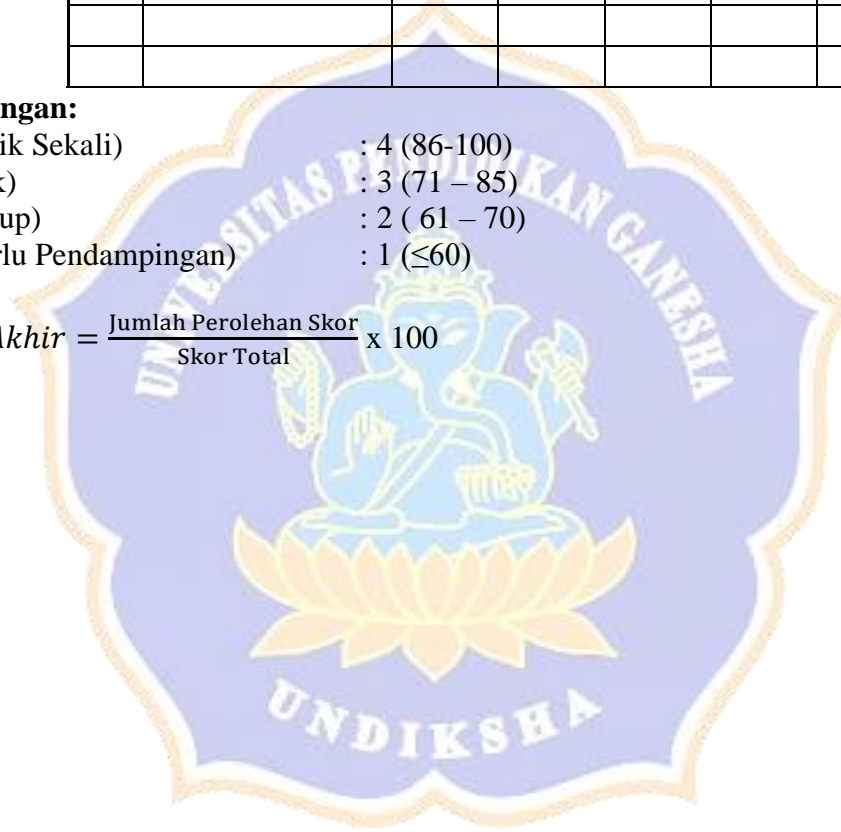 ngan:
ik Sekali) : 4 (86-100)
k) : 3 (71 – 85)
up) : 2 ( 61 – 70)
rlu Pendampingan) : 1 (≤60)
Akhir = Jumlah Perolehan Skor / Skor Total x 100
UNIVERSITAS PENDIDIKAN GANESHA
UNDIKSHA